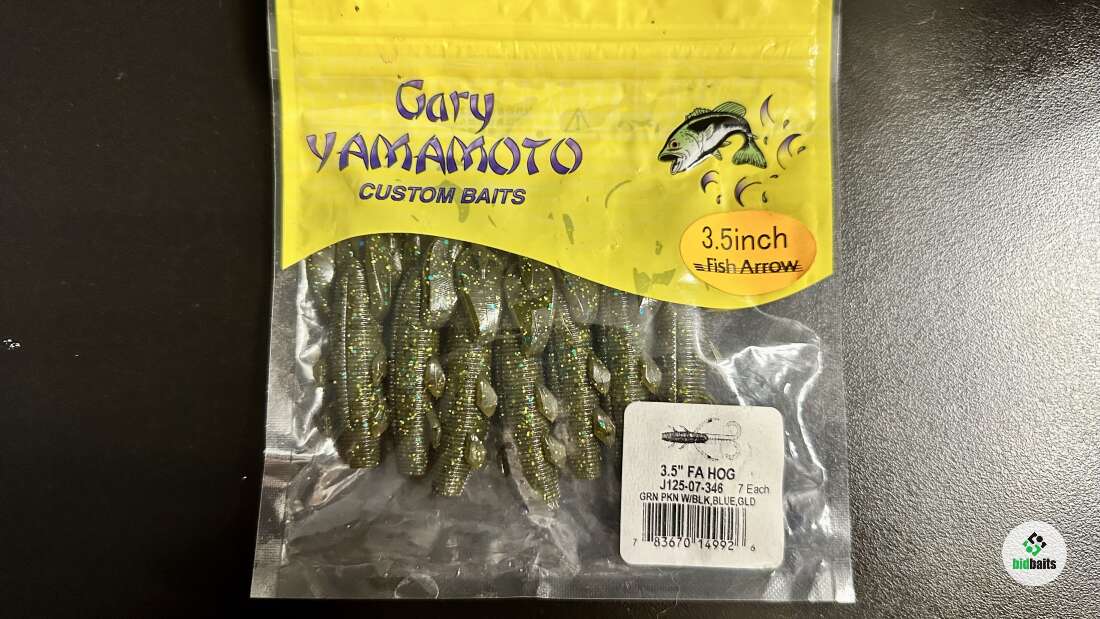 Gary
YAMAMOTO
CUSTOM BAITS
3.5inch
Fish Arrow
3.5" FA HOG
J125-07-346 7 Each
GRN PKN W/BLK,BLUE,GLD
7 83670 14992 6
bidbaits